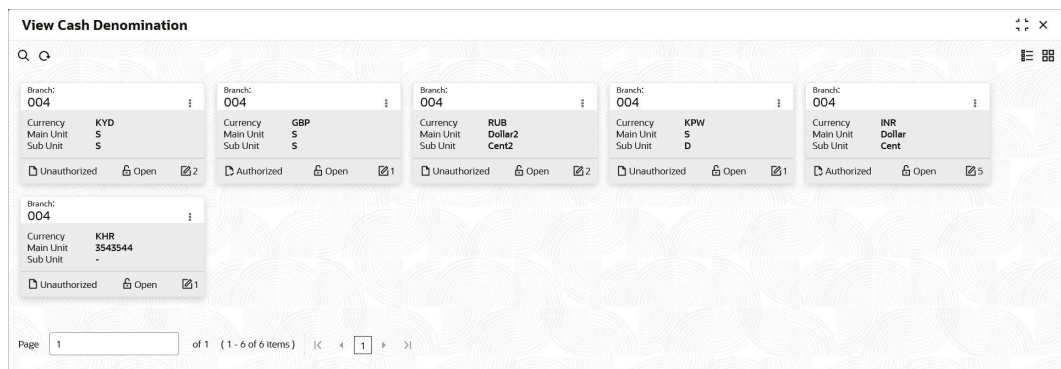 View Cash Denomination
Branch:
004
Currency KYD
Main Unit S
Sub Unit S
Unauthorized Open 2
Branch:
004
Currency GBP
Main Unit S
Sub Unit S
Authorized Open 1
Branch:
004
Currency RUB
Main Unit Dollar2
Sub Unit Cent2
Unauthorized Open 2
Branch:
004
Currency KPW
Main Unit S
Sub Unit D
Unauthorized Open 1
Branch:
004
Currency INR
Main Unit Dollar
Sub Unit Cent
Authorized Open 5
Branch:
004
Currency KHR
Main Unit 3543544
Sub Unit -
Unauthorized Open 1
Page 1 of 1 ( 1 - 6 of 6 items ) 1